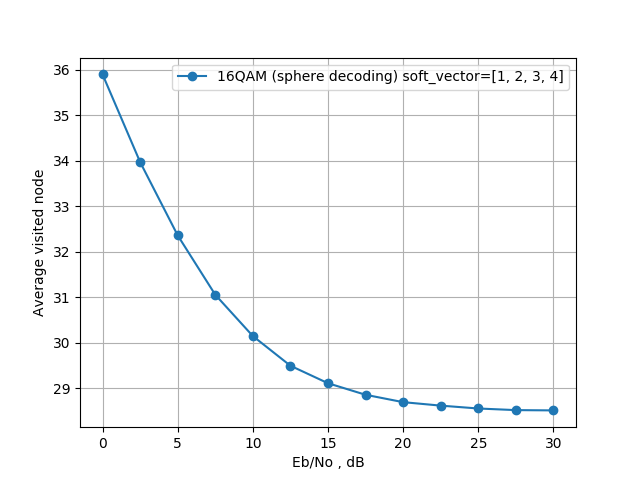 16QAM (sphere decoding) soft_vector=[1, 2, 3, 4]
36
35
34
33
32
31
30
29
Average visited node
0 5 10 15 20 25 30
Eb/No , dB